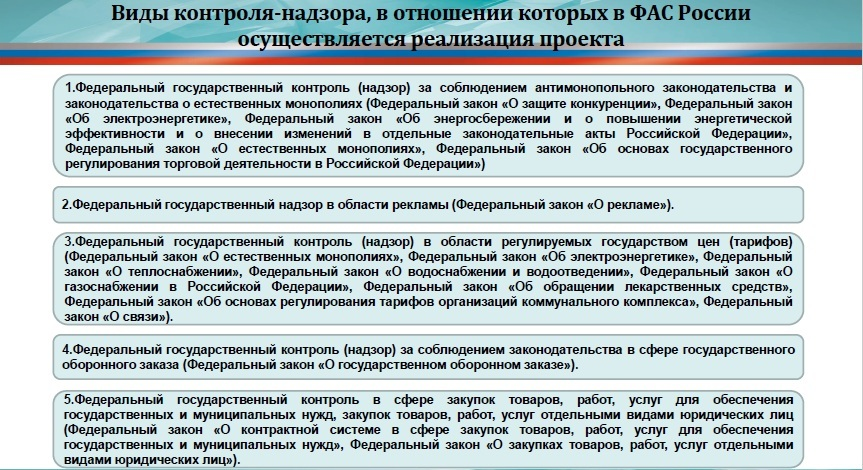 Виды контроля-надзора, в отношении которых в ФАС России
осуществляется реализация проекта
1.Федеральный государственный контроль (надзор) за соблюдением антимонопольного законодательства и
законодательства о естественных монополиях (Федеральный закон «О защите конкуренции», Федеральный закон
«Об электроэнергетике», Федеральный закон «Об энергосбережении и о повышении энергетической
эффективности и о внесении изменений в отдельные законодательные акты Российской Федерации»,
Федеральный закон «О естественных монополиях», Федеральный закон «Об основах государственного
регулирования торговой деятельности в Российской Федерации»)
2.Федеральный государственный надзор в области рекламы (Федеральный закон «О рекламе»).
3.Федеральный государственный контроль (надзор) в области регулируемых государством цен (тарифов)
(Федеральный закон «О естественных монополиях», Федеральный закон «Об электроэнергетике», Федеральный
закон «О теплоснабжении», Федеральный закон «О водоснабжении и водоотведении», Федеральный закон «О
газоснабжении в Российской Федерации», Федеральный закон «Об обращении лекарственных средств»,
Федеральный закон «Об основах регулирования тарифов организаций коммунального комплекса», Федеральный
закон «О связи»).
4.Федеральный государственный контроль (надзор) за соблюдением законодательства в сфере государственного
оборонного заказа (Федеральный закон «О государственном оборонном заказе»).
5.Федеральный государственный контроль в сфере закупок товаров, работ, услуг для обеспечения
государственных и муниципальных нужд, закупок товаров, работ, услуг отдельными видами юридических лиц
(Федеральный закон «О контрактной системе в сфере закупок товаров, работ, услуг для обеспечения
государственных и муниципальных нужд», Федеральный закон «О закупках товаров, работ, услуг отдельными
видами юридических лиц»).